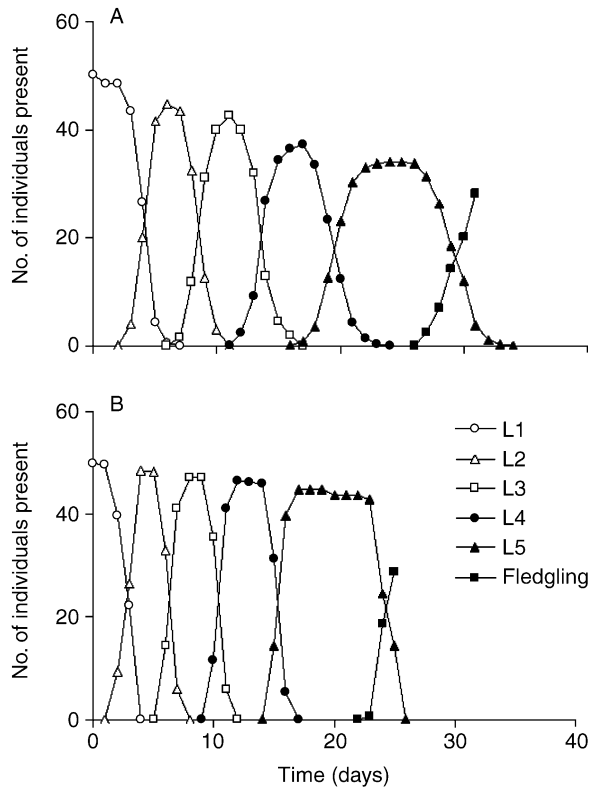 A
60
40
20
0
No. of individuals present
B
60
40
20
0
No. of individuals present
L1
L2
L3
L4
L5
Fledgling
0 10 20 30 40
Time (days)